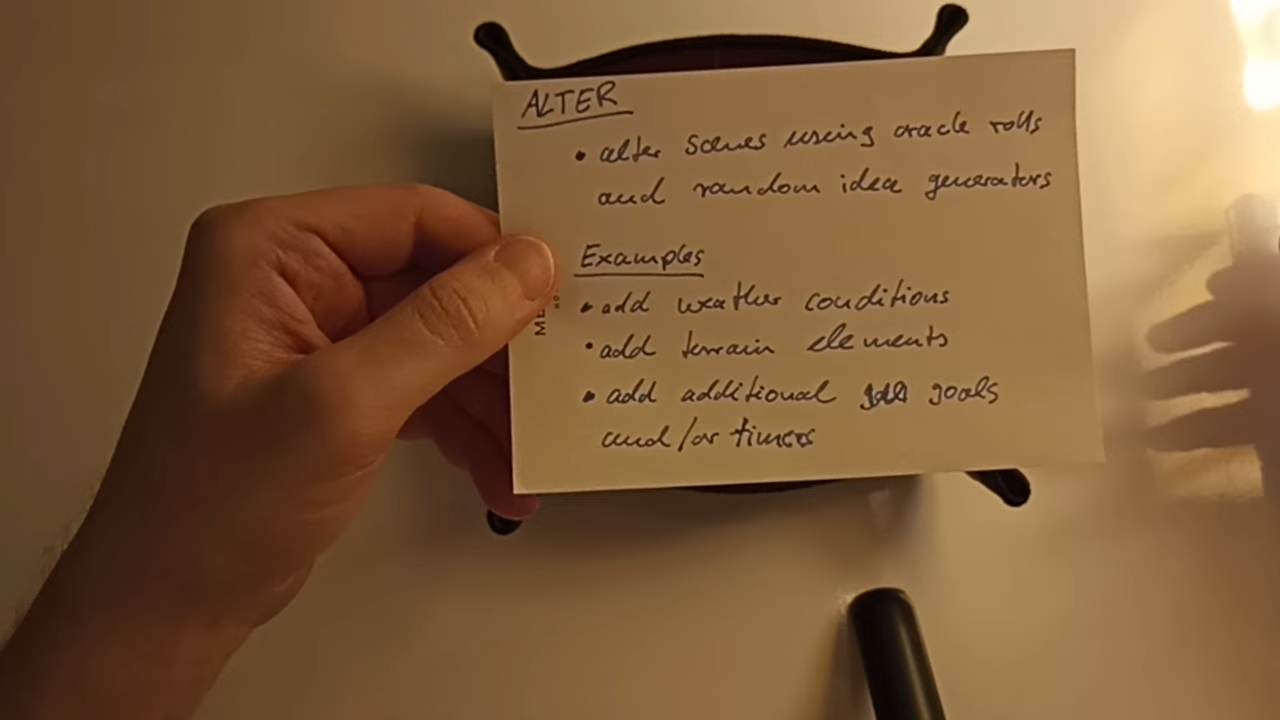 ALTER
• alter scenes using oracle rolls
and random idea generators
Examples
• add weather conditions
• add terrain elements
• add additional goals
and/or timers